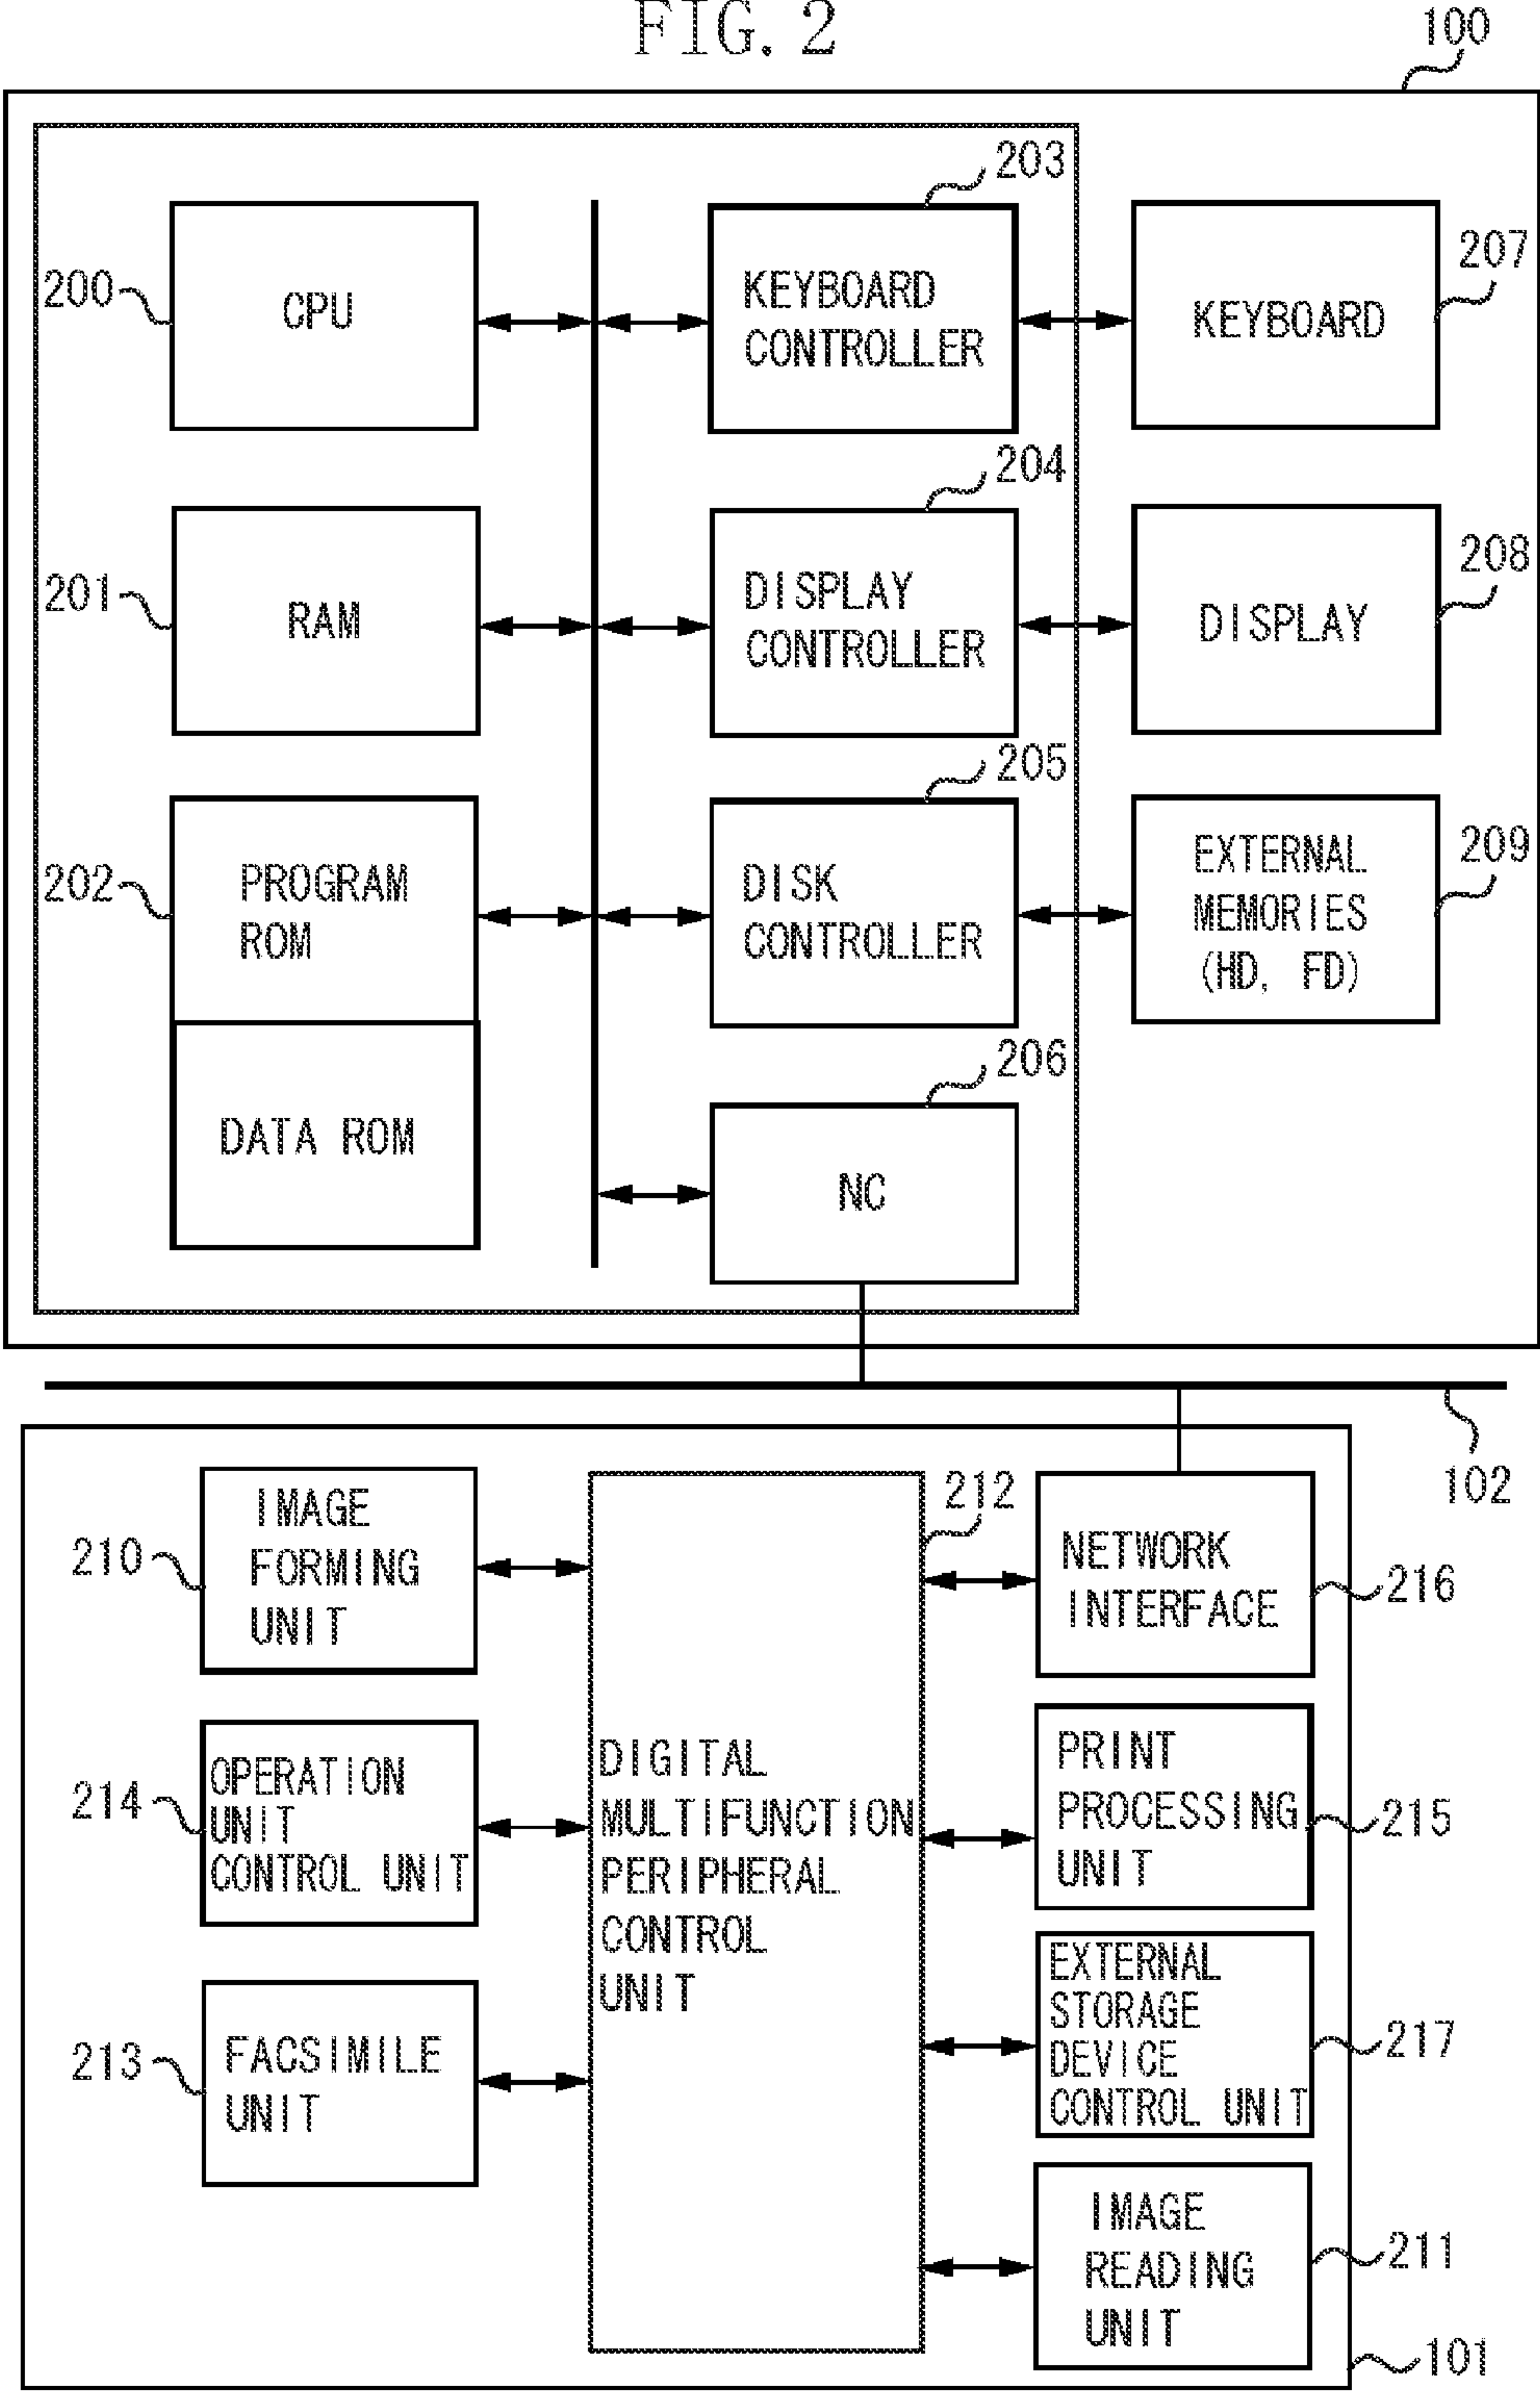 FIG. 2
100
203
200
CPU
KEYBOARD
CONTROLLER
207
KEYBOARD
204
201
RAM
DISPLAY
CONTROLLER
208
DISPLAY
205
202
PROGRAM
ROM
DISK
CONTROLLER
209
EXTERNAL
MEMORIES
(HD, FD)
206
DATA ROM
NC
102
210
IMAGE
FORMING
UNIT
212
NETWORK
INTERFACE
216
214
OPERATION
UNIT
CONTROL UNIT
DIGITAL
MULTIFUNCTION
PERIPHERAL
CONTROL
UNIT
PRINT
PROCESSING
UNIT
215
213
FACSIMILE
UNIT
EXTERNAL
STORAGE
DEVICE
CONTROL UNIT
217
IMAGE
READING
UNIT
211
101